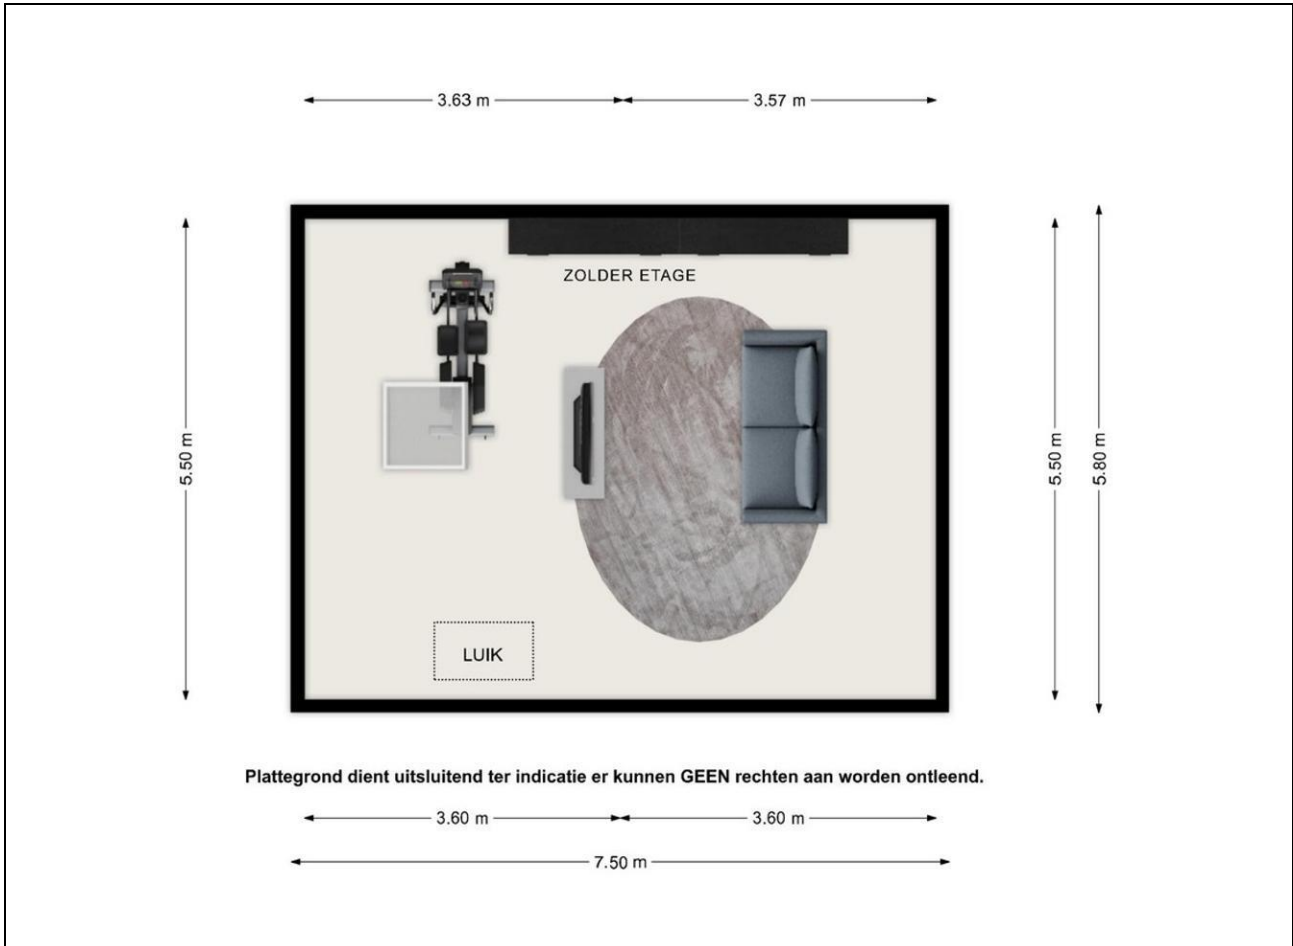 3.63 m 3.57 m
ZOLDER ETAGE
5.50 m
5.50 m
5.80 m
LUIK
Plattegrond dient uitsluitend ter indicatie er kunnen GEEN rechten aan worden ontleend.
3.60 m 3.60 m
7.50 m